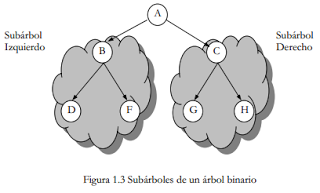 A
Subárbol
Izquierdo
Subárbol
Derecho
B
C
D
F
G
H
Figura 1.3 Subárboles de un árbol binario